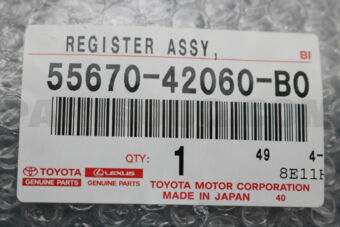 REGISTER ASSY,
BI
55670-42060-B0
QTY: 1
49
4-
8E11H
TOYOTA
GENUINE PARTS
LEXUS
GENUINE PARTS
TOYOTA MOTOR CORPORATION
MADE IN JAPAN 40